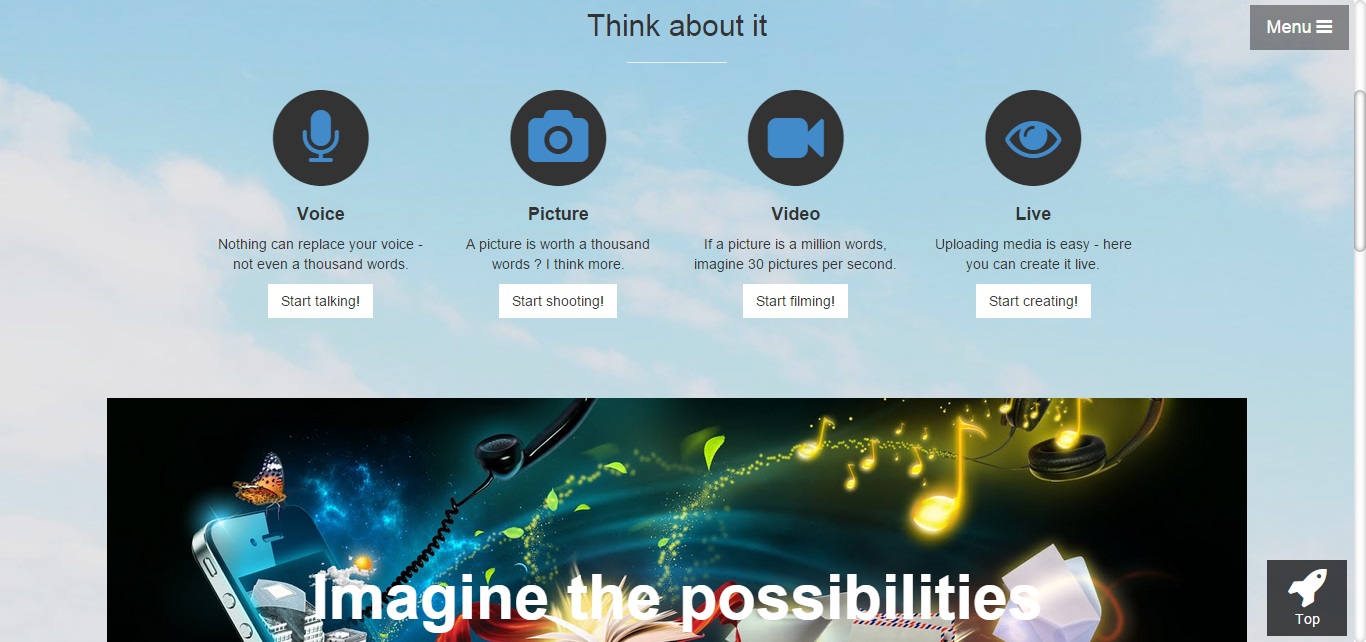 Think about it
Menu
Voice
Nothing can replace your voice -
not even a thousand words.
Start talking!
Picture
A picture is worth a thousand
words ? I think more.
Start shooting!
Video
If a picture is a million words,
imagine 30 pictures per second.
Start filming!
Live
Uploading media is easy - here
you can create it live.
Start creating!
Imagine the possibilities
Top